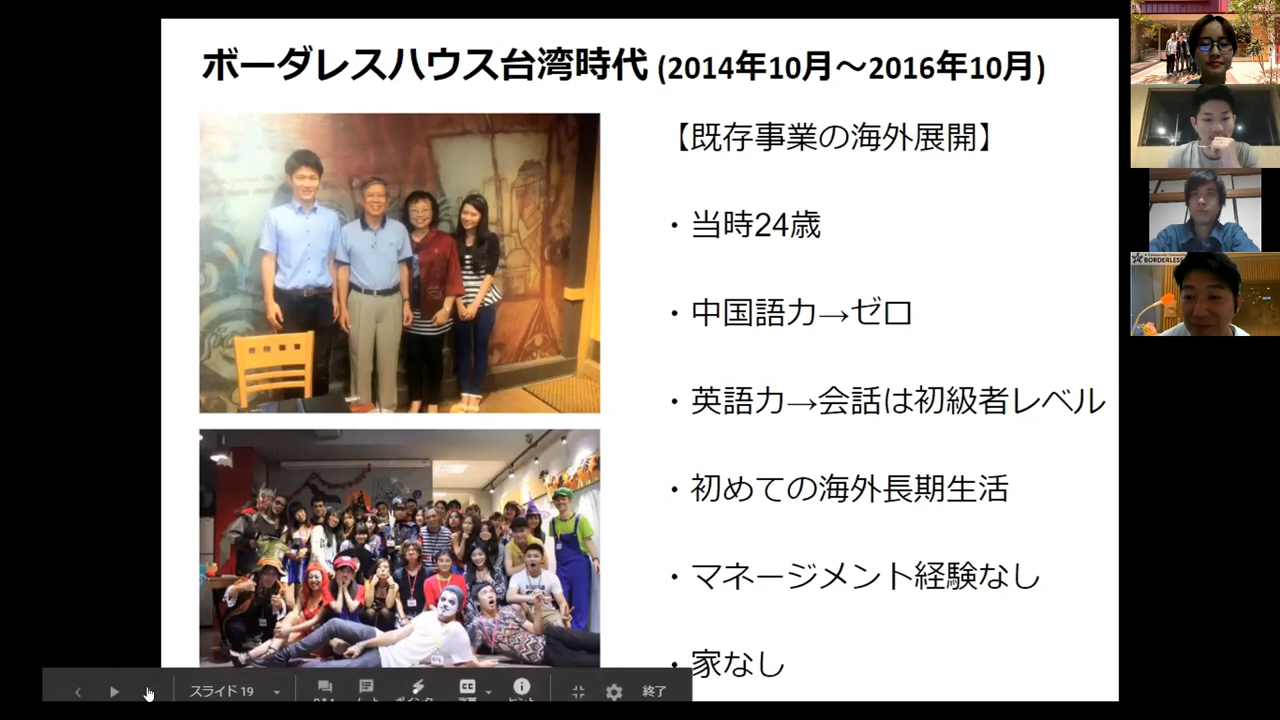 ボーダレスハウス台湾時代 (2014年10月～2016年10月)
【既存事業の海外展開】
・当時24歳
・中国語力→ゼロ
・英語力→会話は初級者レベル
・初めての海外長期生活
・マネージメント経験なし
・家なし
スライド 19
終了
BORDERLESS